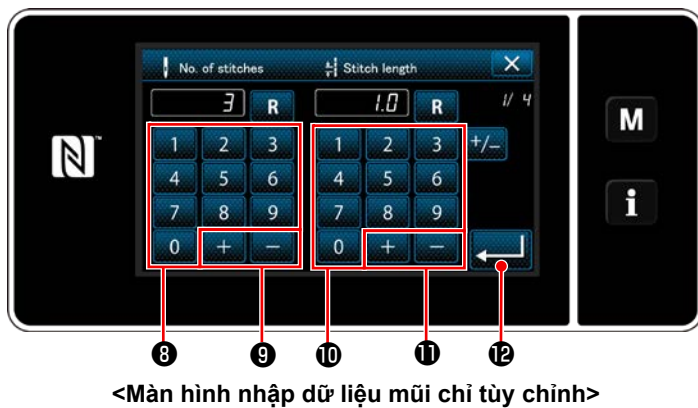 No. of stitches Stitch length ×
3 R 1.0 R 1/ 4
1 2 3 1 2 3 +/−
4 5 6 4 5 6
7 8 9 7 8 9
0 + − 0 + −
M
i
N
❽ ❾ ❿ ⓫ ⓬
<Màn hình nhập dữ liệu mũi chỉ tùy chỉnh>